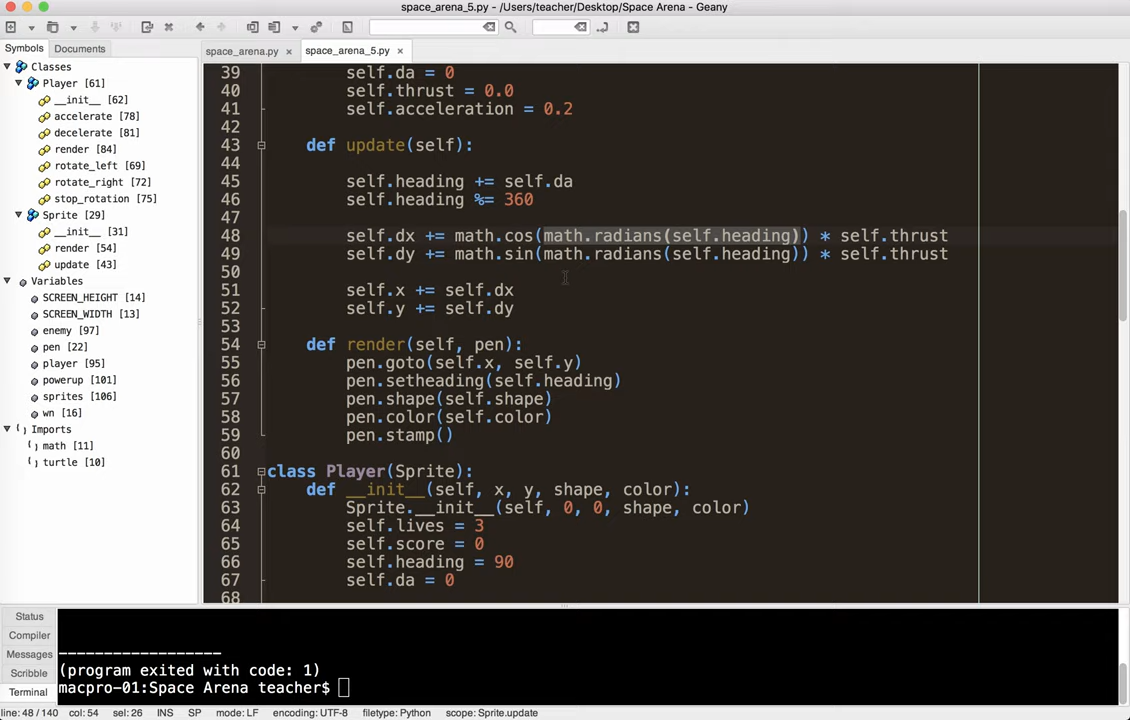 space_arena_5.py - /Users/teacher/Desktop/Space Arena - Geany
Symbols Documents
space_arena.py × space_arena_5.py ×
Classes
Player [61]
__init__ [62]
accelerate [78]
decelerate [81]
render [84]
rotate_left [69]
rotate_right [72]
stop_rotation [75]
Sprite [29]
__init__ [31]
render [54]
update [43]
Variables
SCREEN_HEIGHT [14]
SCREEN_WIDTH [13]
enemy [97]
pen [22]
player [95]
powerup [101]
sprites [106]
wn [16]
Imports
math [11]
turtle [10]
39 self.da = 0
40 self.thrust = 0.0
41 self.acceleration = 0.2
42
43 def update(self):
44
45 self.heading += self.da
46 self.heading %= 360
47
48 self.dx += math.cos(math.radians(self.heading)) * self.thrust
49 self.dy += math.sin(math.radians(self.heading)) * self.thrust
50
51 self.x += self.dx
52 self.y += self.dy
53
54 def render(self, pen):
55 pen.goto(self.x, self.y)
56 pen.setheading(self.heading)
57 pen.shape(self.shape)
58 pen.color(self.color)
59 pen.stamp()
60
61 class Player(Sprite):
62 def __init__(self, x, y, shape, color):
63 Sprite.__init__(self, 0, 0, shape, color)
64 self.lives = 3
65 self.score = 0
66 self.heading = 90
67 self.da = 0
68
Status
Compiler
Messages
Scribble
Terminal
------------------
(program exited with code: 1)
macpro-01:Space Arena teacher$
line: 48 / 140 col: 54 sel: 26 INS SP mode: LF encoding: UTF-8 filetype: Python scope: Sprite.update